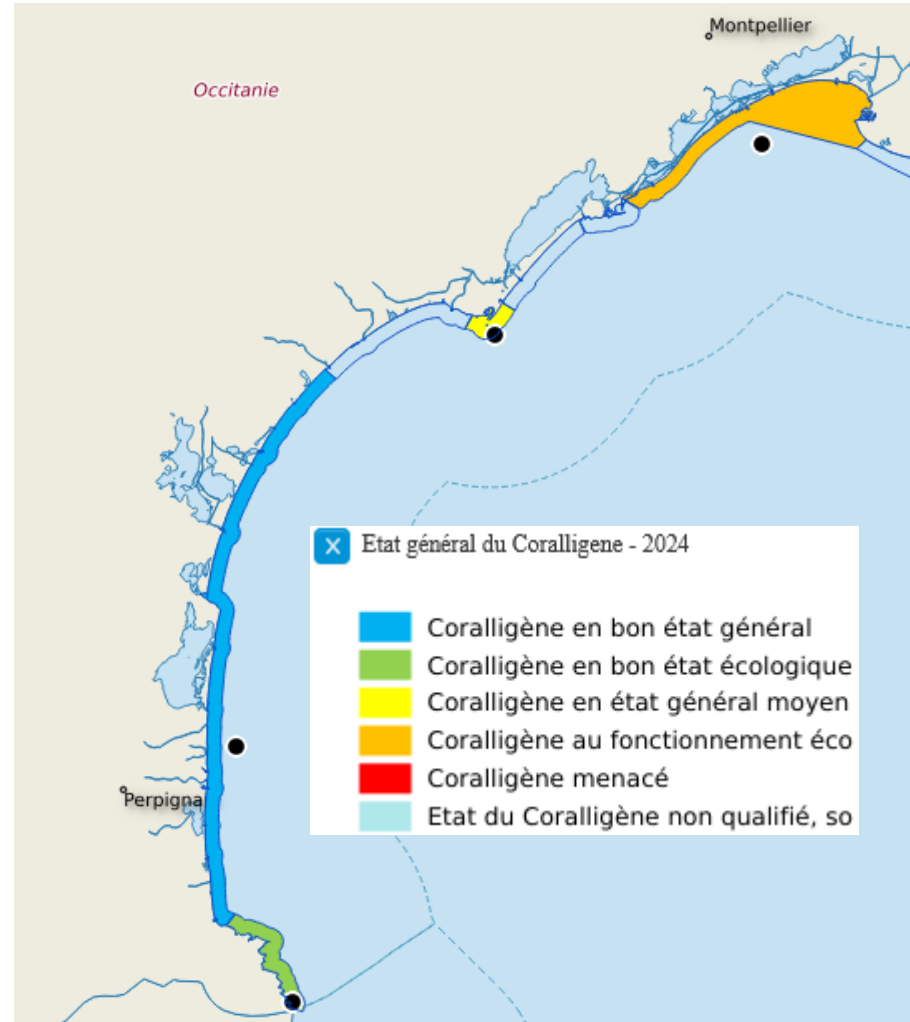 Montpellier
Occitanie
Etat général du Coralligene - 2024
Coralligène en bon état général
Coralligène en bon état écologique
Coralligène en état général moyen
Coralligène au fonctionnement éco
Coralligène menacé
Etat du Coralligène non qualifié, so
Perpigna